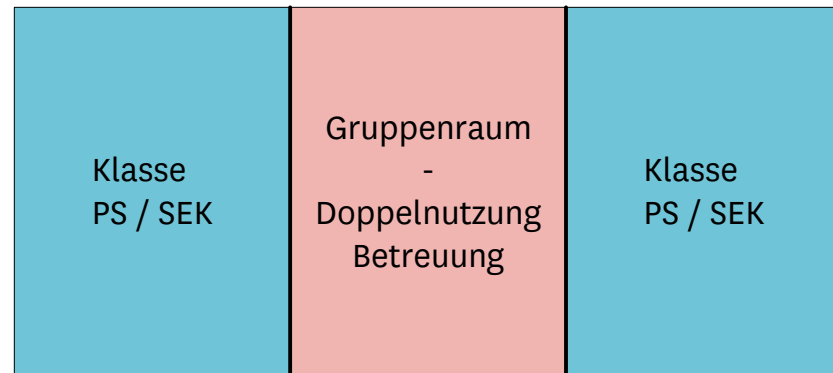 Klasse
PS / SEK
Gruppenraum
-
Doppelnutzung
Betreuung
Klasse
PS / SEK